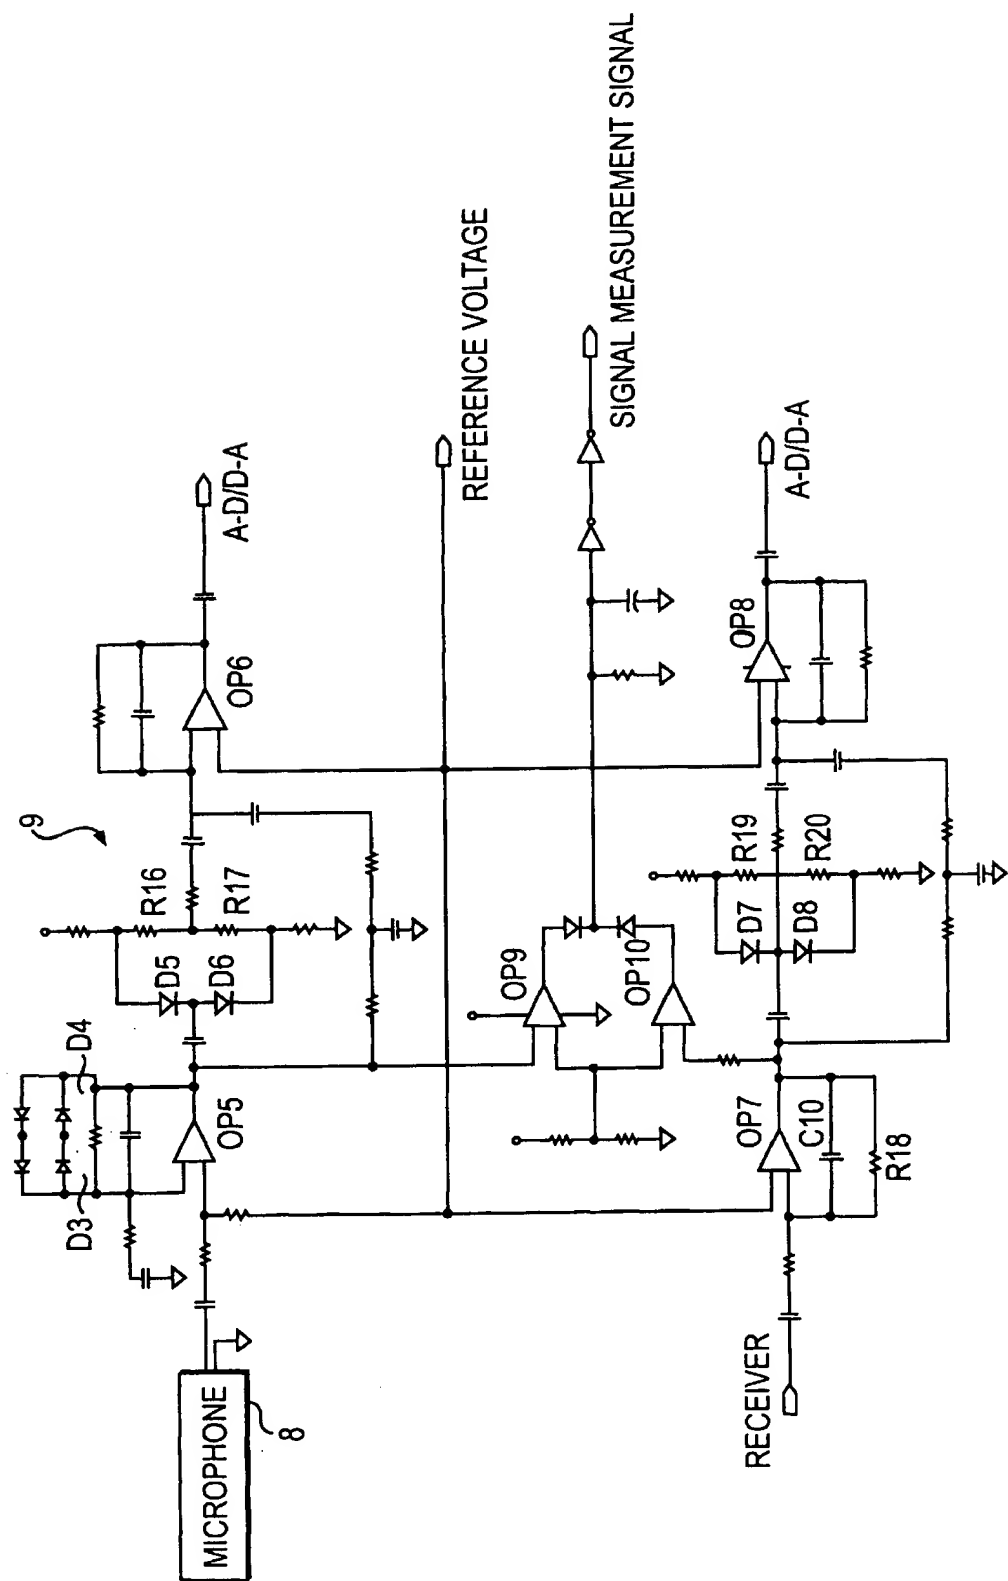 9
D3
D4
OP5
D5
D6
R16
R17
OP6
A-D/D-A
MICROPHONE
8
REFERENCE VOLTAGE
OP9
OP10
SIGNAL MEASUREMENT SIGNAL
RECEIVER
OP7
C10
R18
D7
D8
R19
R20
OP8
A-D/D-A